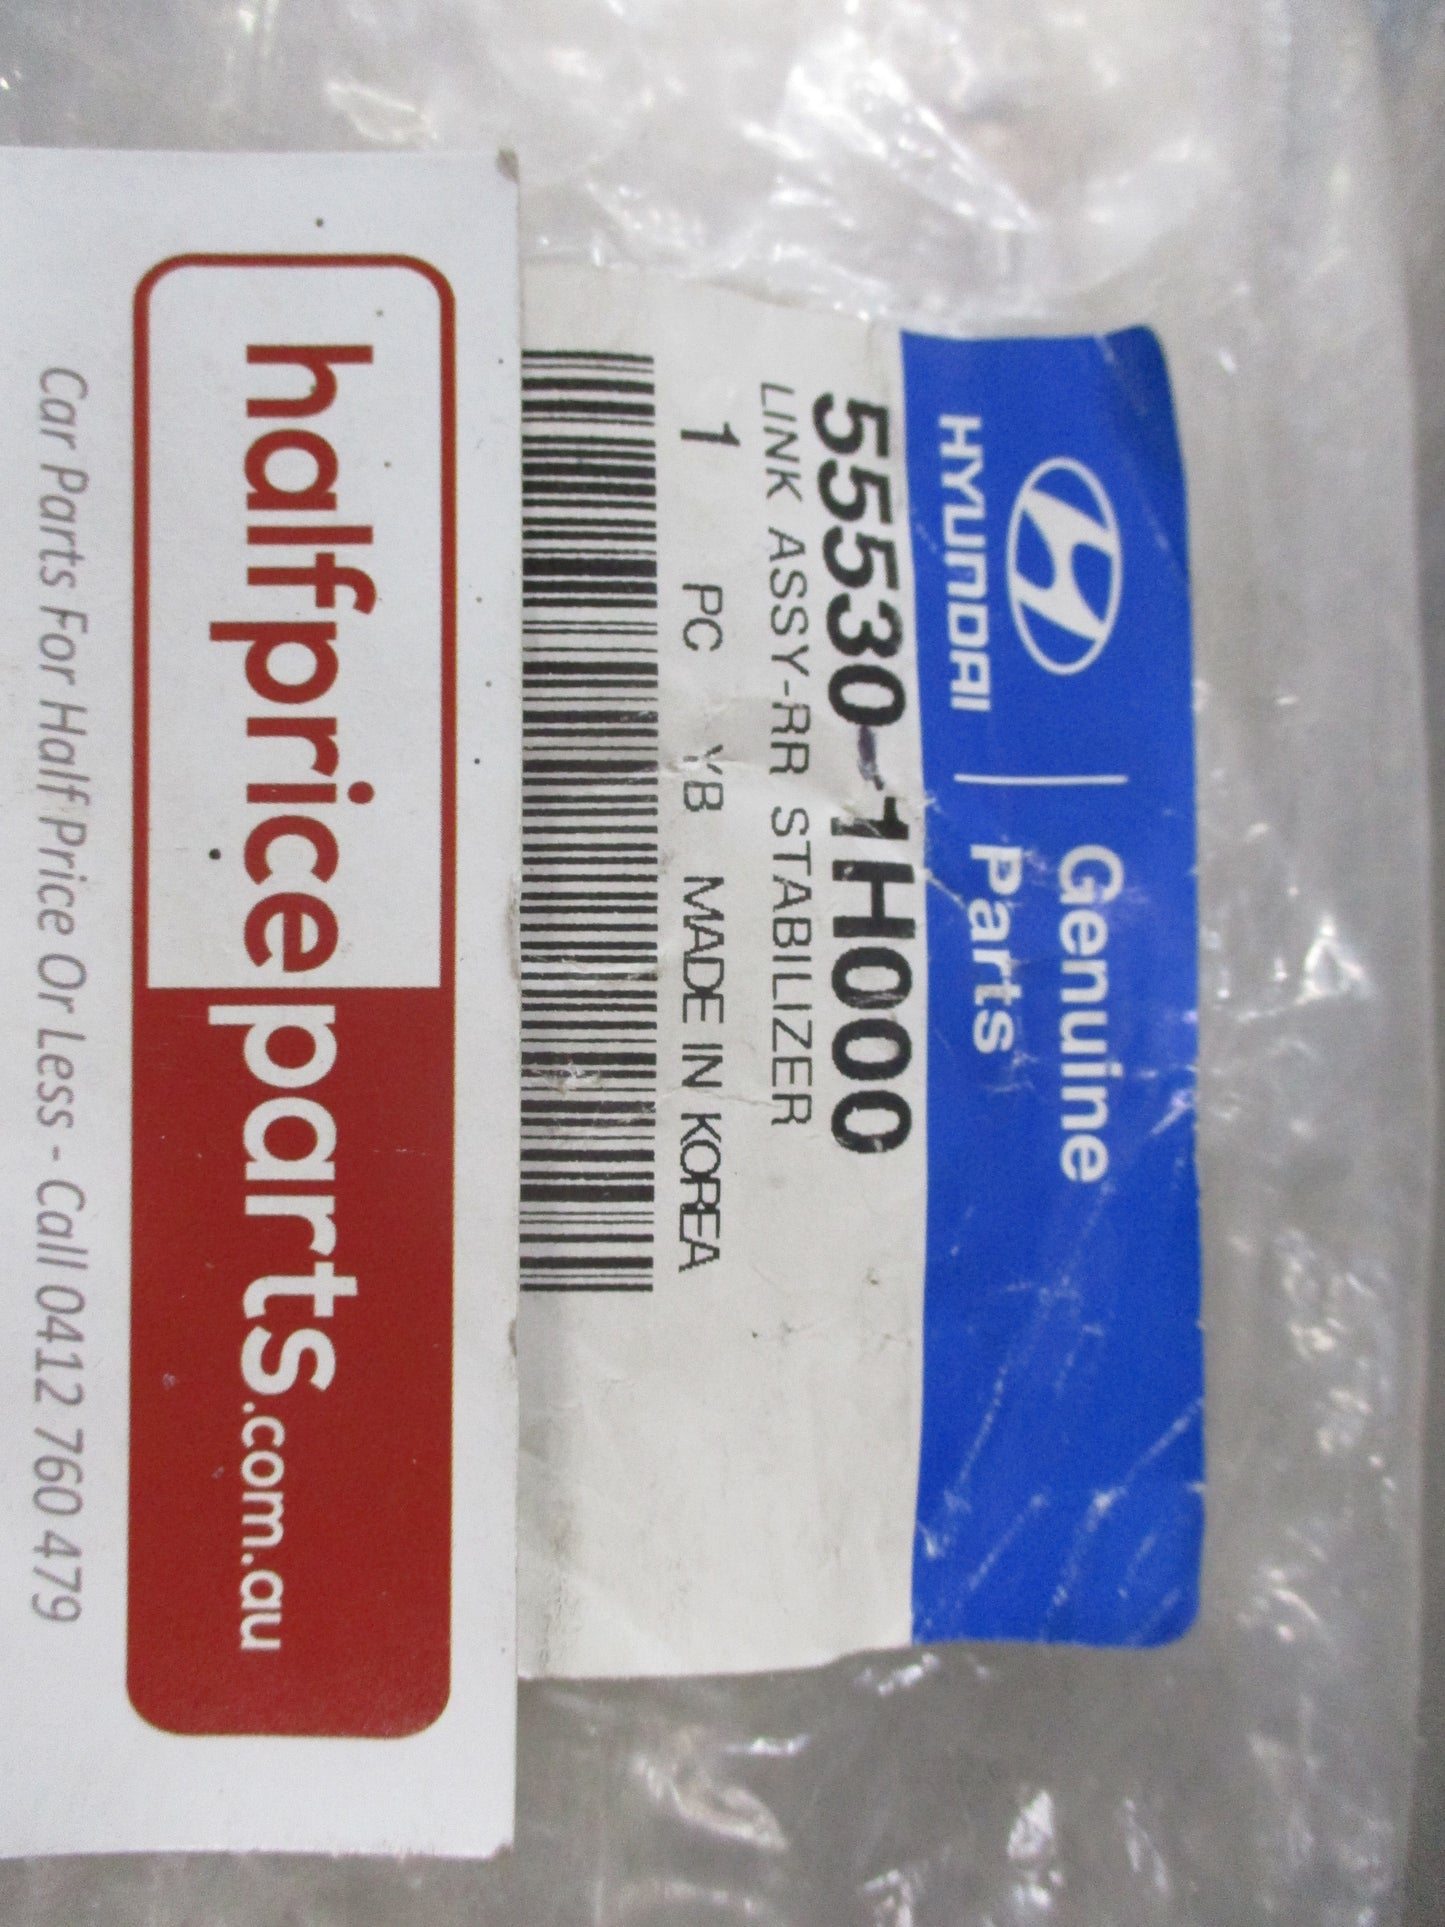 HYUNDAI
Genuine
Parts
55530-1H000
LINK ASSY-RR STABILIZER
1 PC YB MADE IN KOREA
halfpriceparts.com.au
Car Parts For Half Price Or Less - Call 0412 760 479